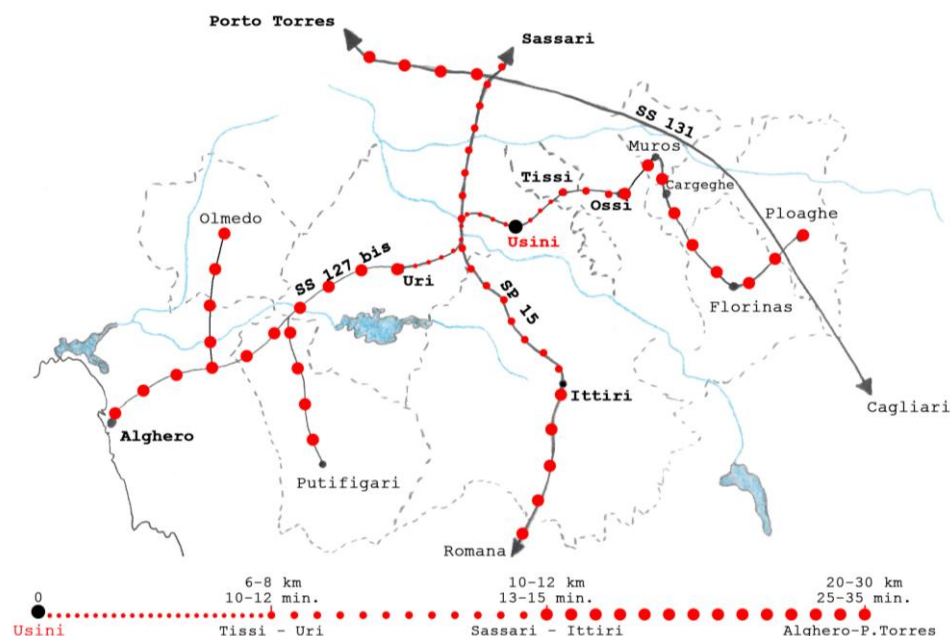 Porto Torres
Sassari
SS 131
Muros
Tissi
Cargeghe
Ossi
Olmedo
Ploaghe
Usini
SS 127 bis
Uri
SP 15
Florinas
Ittiri
Cagliari
Alghero
Putifigari
Romana
6-8 km
10-12 km
20-30 km
0
10-12 min.
13-15 min.
25-35 min.
Usini
Tissi - Uri
Sassari - Ittiri
Alghero-P.Torres